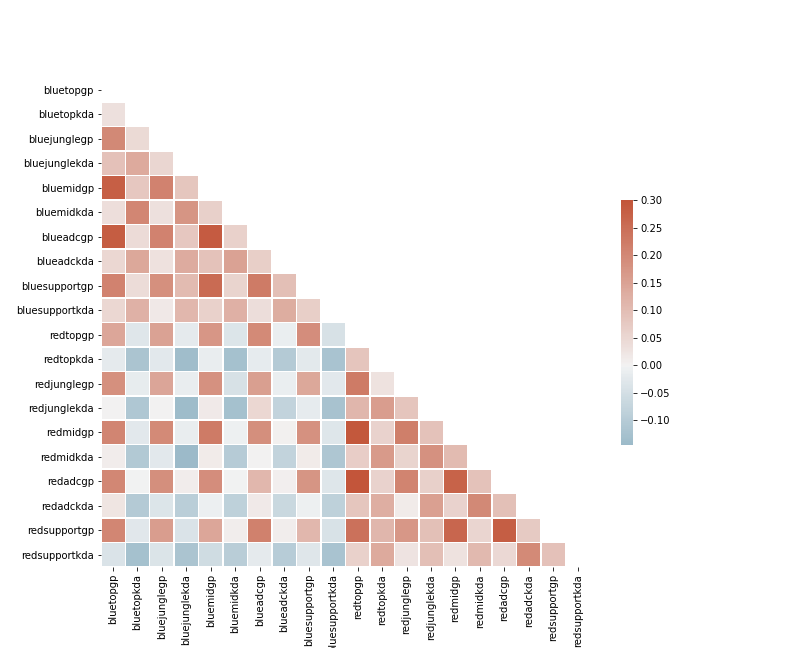 bluetopgp
bluetopkda
bluejunglegp
bluejunglekda
bluemidgp
bluemidkda
blueadcgp
blueadckda
bluesupportgp
bluesupportkda
redtopgp
redtopkda
redjunglegp
redjunglekda
redmidgp
redmidkda
redadcgp
redadckda
redsupportgp
redsupportkda
0.30
0.25
0.20
0.15
0.10
0.05
0.00
−0.05
−0.10
bluetopgp
bluetopkda
bluejunglegp
bluejunglekda
bluemidgp
bluemidkda
blueadcgp
blueadckda
bluesupportgp
bluesupportkda
redtopgp
redtopkda
redjunglegp
redjunglekda
redmidgp
redmidkda
redadcgp
redadckda
redsupportgp
redsupportkda